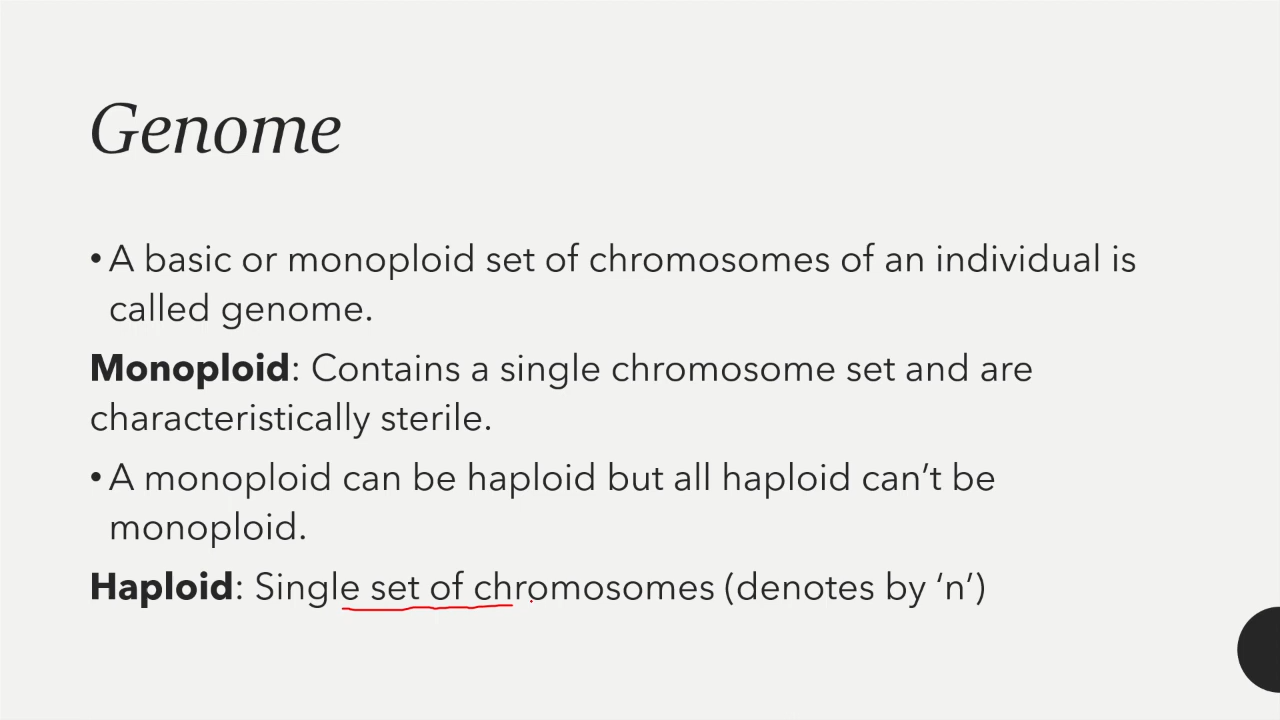 Genome
• A basic or monoploid set of chromosomes of an individual is
called genome.
Monoploid: Contains a single chromosome set and are
characteristically sterile.
• A monoploid can be haploid but all haploid can’t be
monoploid.
Haploid: Single set of chromosomes (denotes by ‘n’)